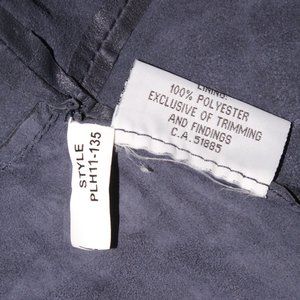 LINING:
100% POLYESTER
EXCLUSIVE OF TRIMMING
AND FINDINGS
C.A. 51885
STYLE
PLH11-135